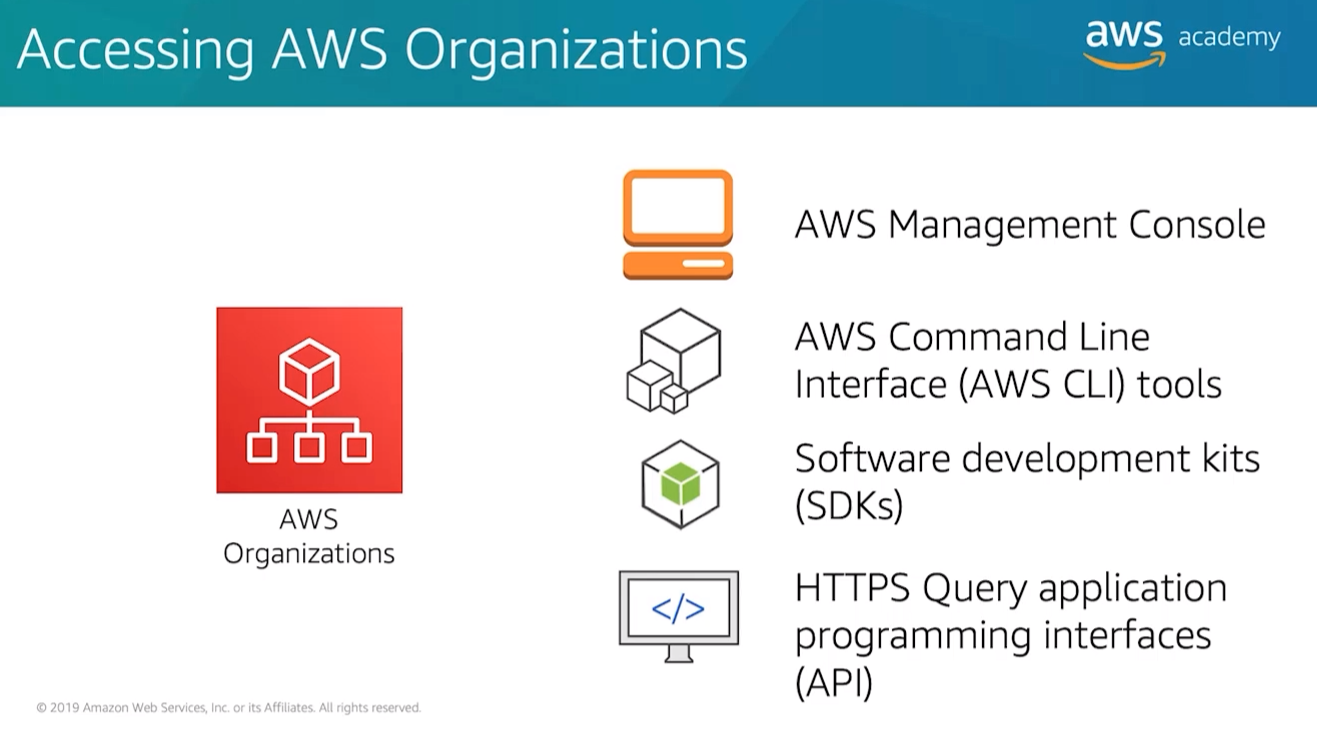 Accessing AWS Organizations
aws academy
AWS Management Console
AWS Command Line
Interface (AWS CLI) tools
Software development kits
(SDKs)
</>
HTTPS Query application
programming interfaces
(API)
AWS
Organizations
© 2019 Amazon Web Services, Inc. or its Affiliates. All rights reserved.